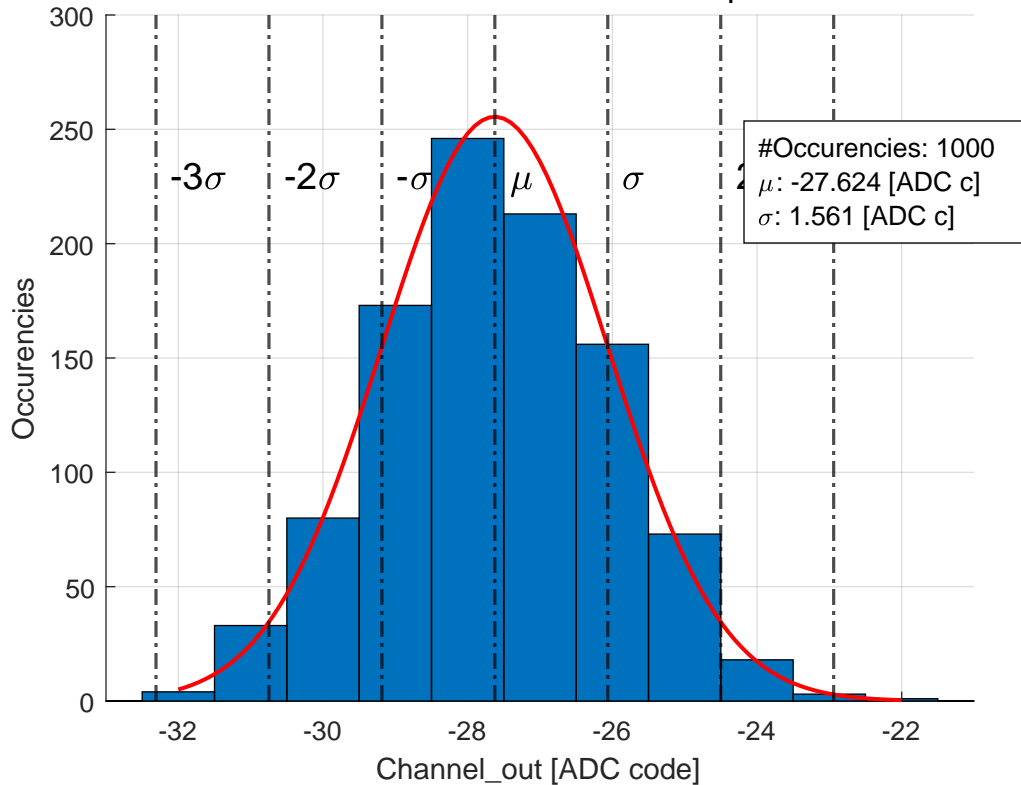 300
250
200
150
100
50
0
Occurencies
-3σ -2σ -σ μ σ
#Occurencies: 1000
μ: -27.624 [ADC c]
σ: 1.561 [ADC c]
-32 -30 -28 -26 -24 -22
Channel_out [ADC code]